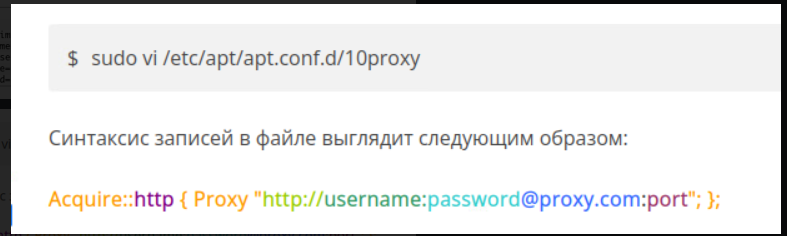 $ sudo vi /etc/apt/apt.conf.d/10proxy
Синтаксис записей в файле выглядит следующим образом:
Acquire::http { Proxy "http://username:password@proxy.com:port"; };